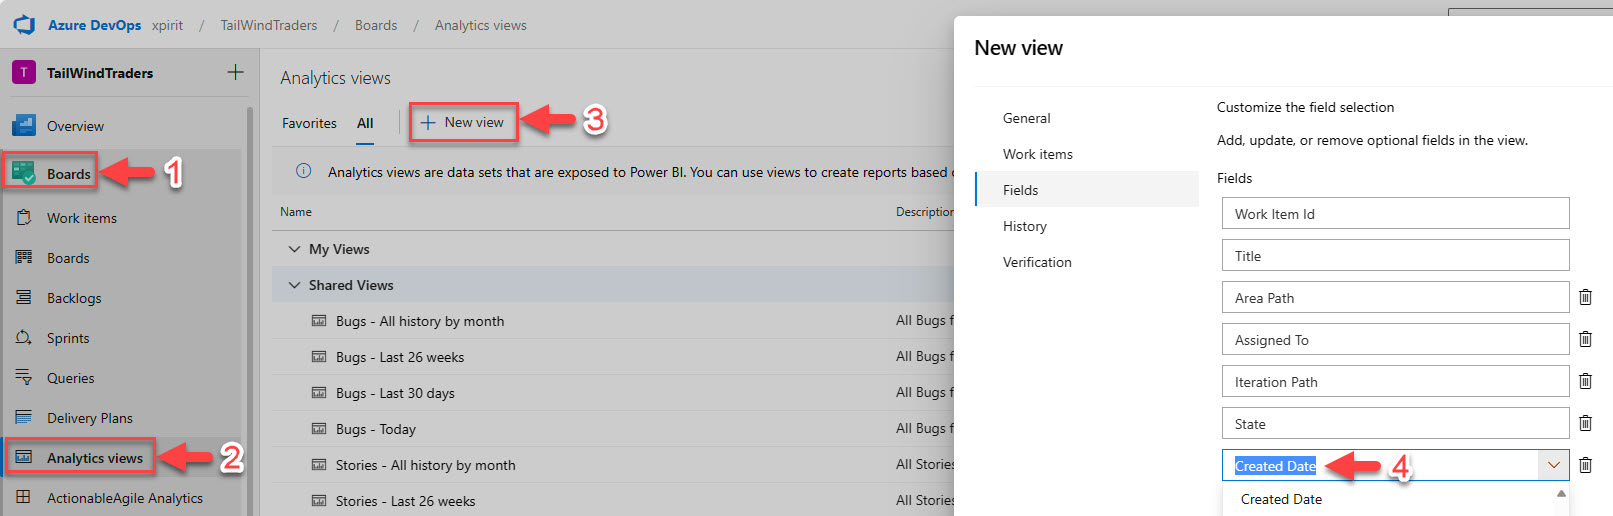 Azure DevOps xpirit / TailWindTraders / Boards / Analytics views
T TailWindTraders
Overview
Boards 1
Work items
Boards
Backlogs
Sprints
Queries
Delivery Plans
Analytics views 2
ActionableAgile Analytics
Analytics views
Favorites All New view 3
Analytics views are data sets that are exposed to Power BI. You can use views to create reports based
Name Description
My Views
Shared Views
Bugs - All history by month All Bugs f
Bugs - Last 26 weeks All Bugs f
Bugs - Last 30 days All Bugs f
Bugs - Today All Bugs f
Stories - All history by month All Stories
Stories - Last 26 weeks All Stories
New view
General
Work items
Fields
History
Verification
Customize the field selection
Add, update, or remove optional fields in the view.
Fields
Work Item Id
Title
Area Path
Assigned To
Iteration Path
State
Created Date 4
Created Date